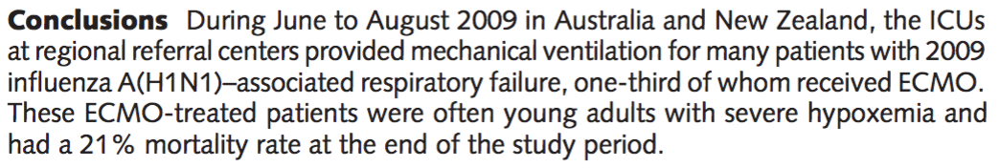 Conclusions During June to August 2009 in Australia and New Zealand, the ICUs
at regional referral centers provided mechanical ventilation for many patients with 2009
influenza A(H1N1)–associated respiratory failure, one-third of whom received ECMO.
These ECMO-treated patients were often young adults with severe hypoxemia and
had a 21% mortality rate at the end of the study period.